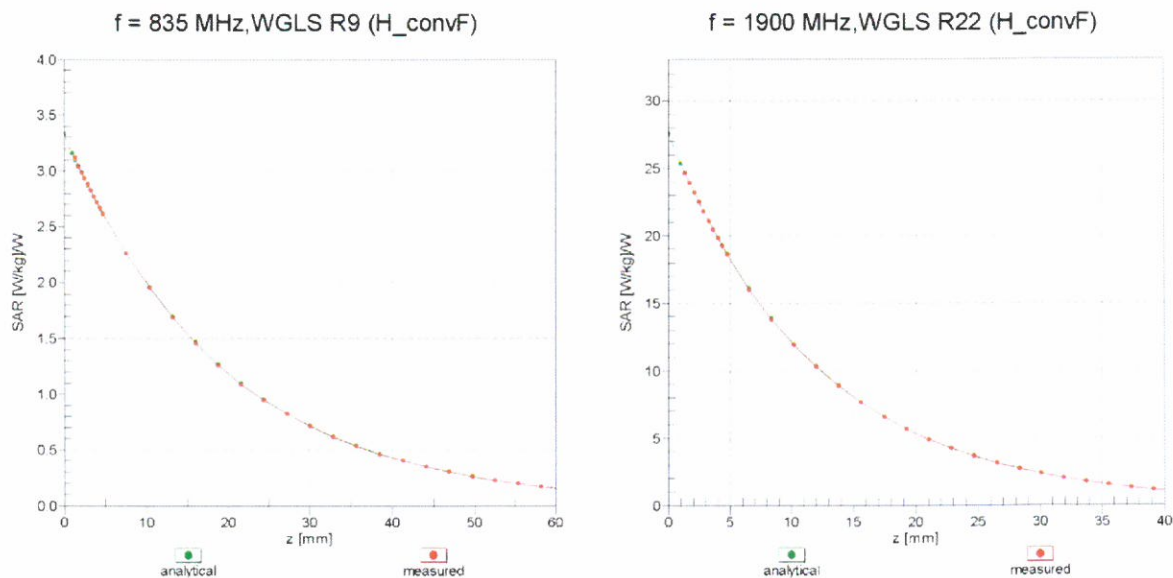 f = 835 MHz,WGLS R9 (H_convF)
f = 1900 MHz,WGLS R22 (H_convF)
SAR [W/kg]/W
4.0
3.5
3.0
2.5
2.0
1.5
1.0
0.5
0.0
0 10 20 30 40 50 60
z [mm]
analytical measured
SAR [W/kg]/W
30
25
20
15
10
5
0
0 5 10 15 20 25 30 35 40
z [mm]
analytical measured